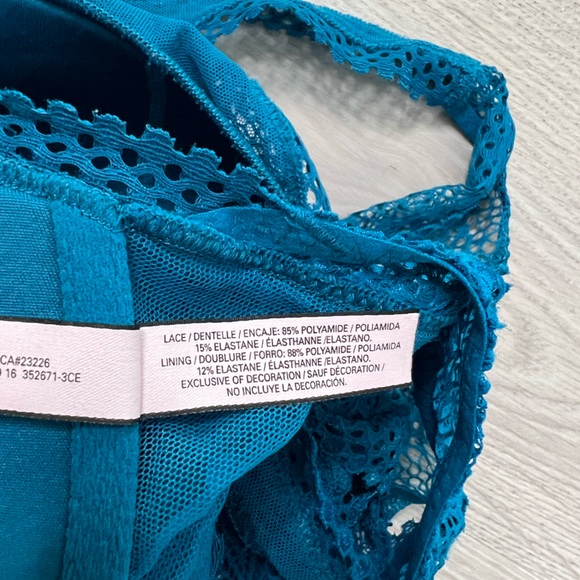 CA#23226
16 352671-3CE
LACE / DENTELLE / ENCAJE: 85% POLYAMIDE / POLIAMIDA
15% ELASTANE / ÉLASTHANNE /ELASTANO.
LINING / DOUBLURE / FORRO: 88% POLYAMIDE / POLIAMIDA
12% ELASTANE / ÉLASTHANNE /ELASTANO.
EXCLUSIVE OF DECORATION / SAUF DÉCORATION /
NO INCLUYE LA DECORACIÓN.